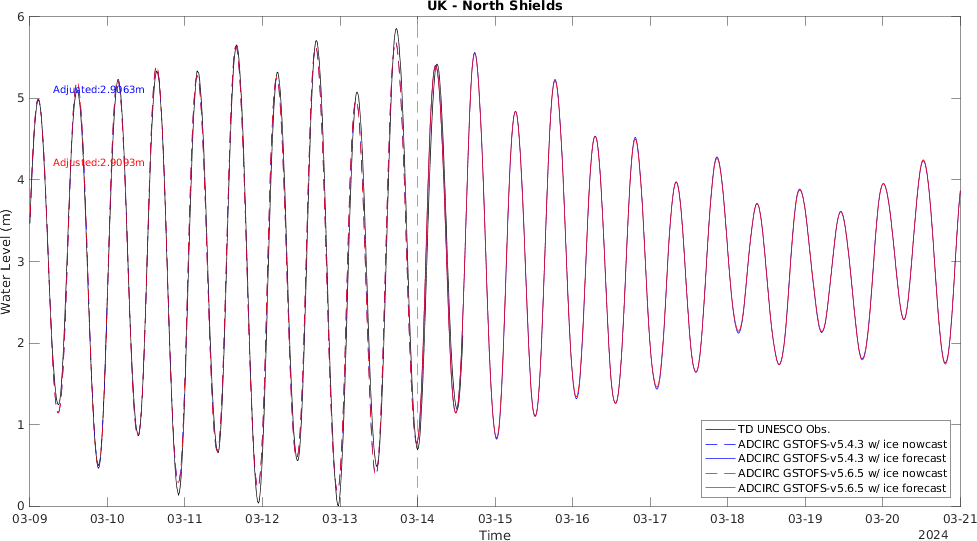 UK - North Shields
6
5
4
3
2
1
0
Water Level (m)
Adjusted:2.9063m
Adjusted:2.9093m
TD UNESCO Obs.
ADCIRC GSTOFS-v5.4.3 w/ ice nowcast
ADCIRC GSTOFS-v5.4.3 w/ ice forecast
ADCIRC GSTOFS-v5.6.5 w/ ice nowcast
ADCIRC GSTOFS-v5.6.5 w/ ice forecast
03-09 03-10 03-11 03-12 03-13 03-14 03-15 03-16 03-17 03-18 03-19 03-20 03-21
Time
2024